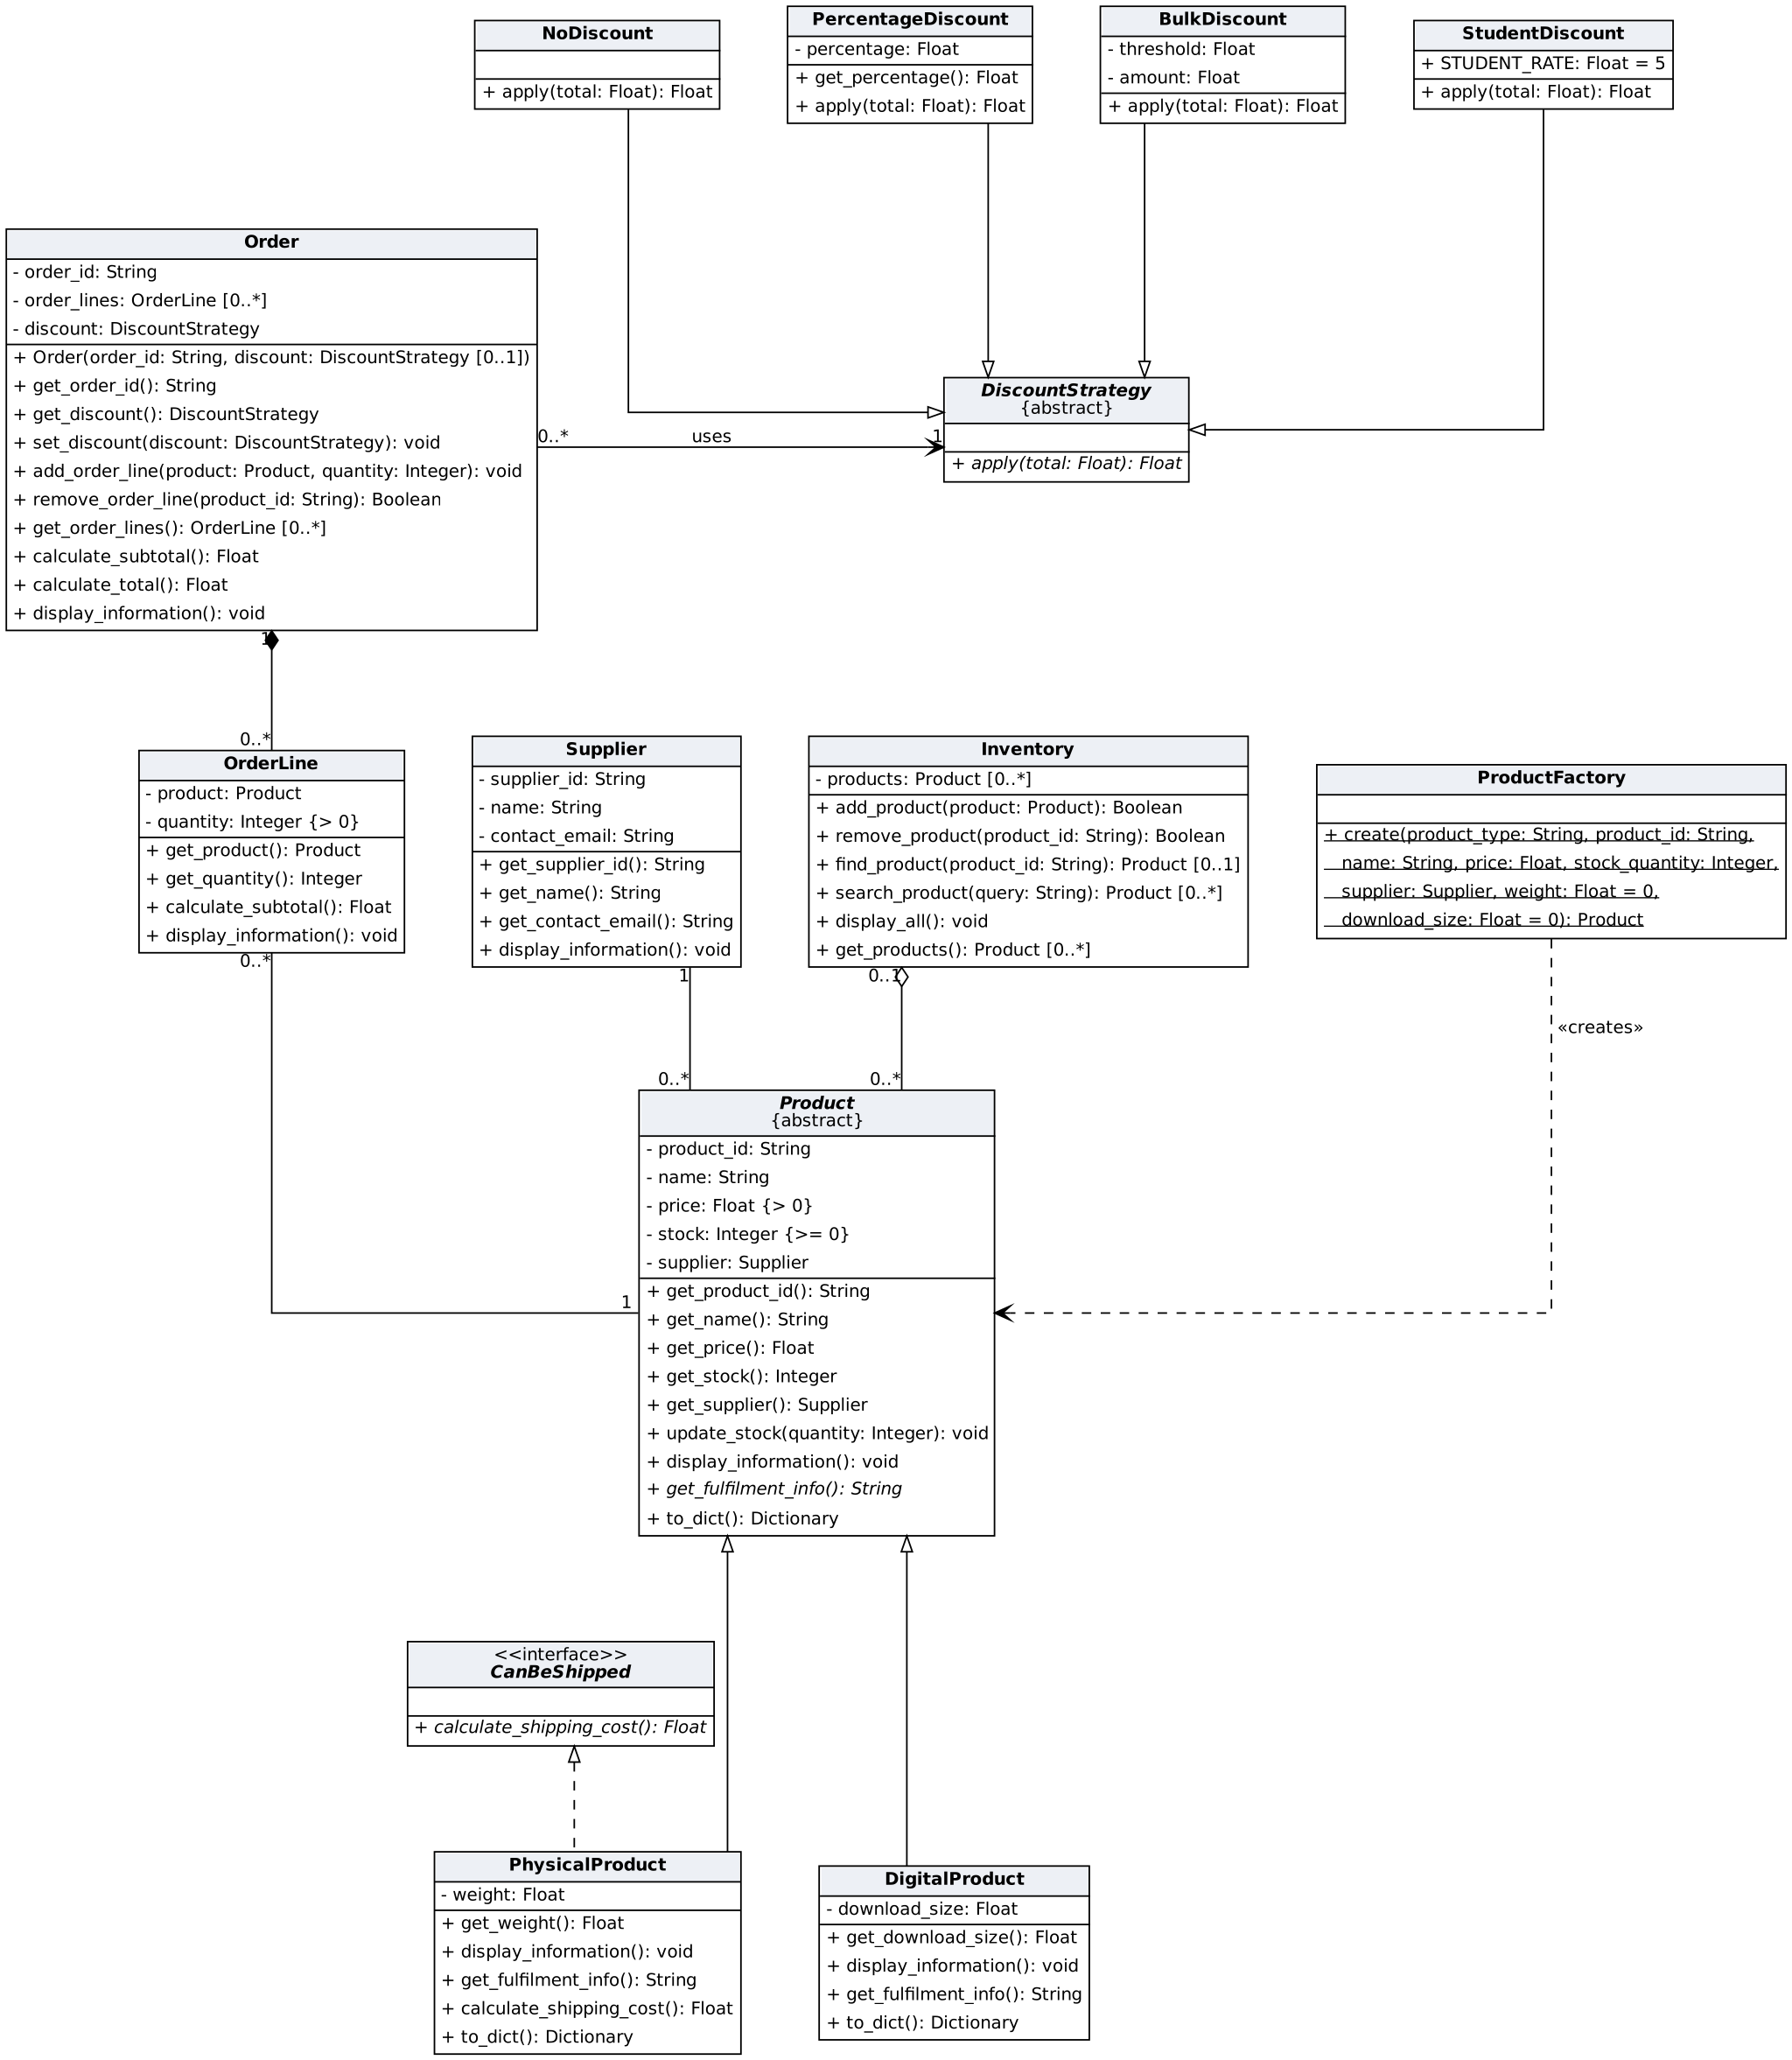 NoDiscount
+ apply(total: Float): Float
PercentageDiscount
- percentage: Float
+ get_percentage(): Float
+ apply(total: Float): Float
BulkDiscount
- threshold: Float
- amount: Float
+ apply(total: Float): Float
StudentDiscount
+ STUDENT_RATE: Float = 5
+ apply(total: Float): Float
Order
- order_id: String
- order_lines: OrderLine [0..*]
- discount: DiscountStrategy
+ Order(order_id: String, discount: DiscountStrategy [0..1])
+ get_order_id(): String
+ get_discount(): DiscountStrategy
+ set_discount(discount: DiscountStrategy): void
+ add_order_line(product: Product, quantity: Integer): void
+ remove_order_line(product_id: String): Boolean
+ get_order_lines(): OrderLine [0..*]
+ calculate_subtotal(): Float
+ calculate_total(): Float
+ display_information(): void
0..*
uses
1
DiscountStrategy
{abstract}
+ apply(total: Float): Float
1
0..*
OrderLine
- product: Product
- quantity: Integer {> 0}
+ get_product(): Product
+ get_quantity(): Integer
+ calculate_subtotal(): Float
+ display_information(): void
0..*
Supplier
- supplier_id: String
- name: String
- contact_email: String
+ get_supplier_id(): String
+ get_name(): String
+ get_contact_email(): String
+ display_information(): void
1
0..*
Inventory
- products: Product [0..*]
+ add_product(product: Product): Boolean
+ remove_product(product_id: String): Boolean
+ find_product(product_id: String): Product [0..1]
+ search_product(query: String): Product [0..*]
+ display_all(): void
+ get_products(): Product [0..*]
0..1
0..*
ProductFactory
+ create(product_type: String, product_id: String,
name: String, price: Float, stock_quantity: Integer,
supplier: Supplier, weight: Float = 0,
download_size: Float = 0): Product
«creates»
Product
{abstract}
- product_id: String
- name: String
- price: Float {> 0}
- stock: Integer {>= 0}
- supplier: Supplier
+ get_product_id(): String
+ get_name(): String
+ get_price(): Float
+ get_stock(): Integer
+ get_supplier(): Supplier
+ update_stock(quantity: Integer): void
+ display_information(): void
+ get_fulfilment_info(): String
+ to_dict(): Dictionary
1
<<interface>>
CanBeShipped
+ calculate_shipping_cost(): Float
PhysicalProduct
- weight: Float
+ get_weight(): Float
+ display_information(): void
+ get_fulfilment_info(): String
+ calculate_shipping_cost(): Float
+ to_dict(): Dictionary
DigitalProduct
- download_size: Float
+ get_download_size(): Float
+ display_information(): void
+ get_fulfilment_info(): String
+ to_dict(): Dictionary